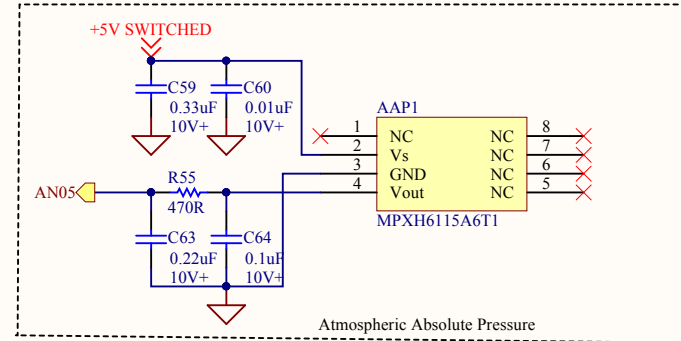 +5V SWITCHED
C59
0.33uF
10V+
C60
0.01uF
10V+
AAP1
1 NC NC 8
2 Vs NC 7
3 GND NC 6
4 Vout NC 5
MPXH6115A6T1
AN05
R55
470R
C63
0.22uF
10V+
C64
0.1uF
10V+
Atmospheric Absolute Pressure